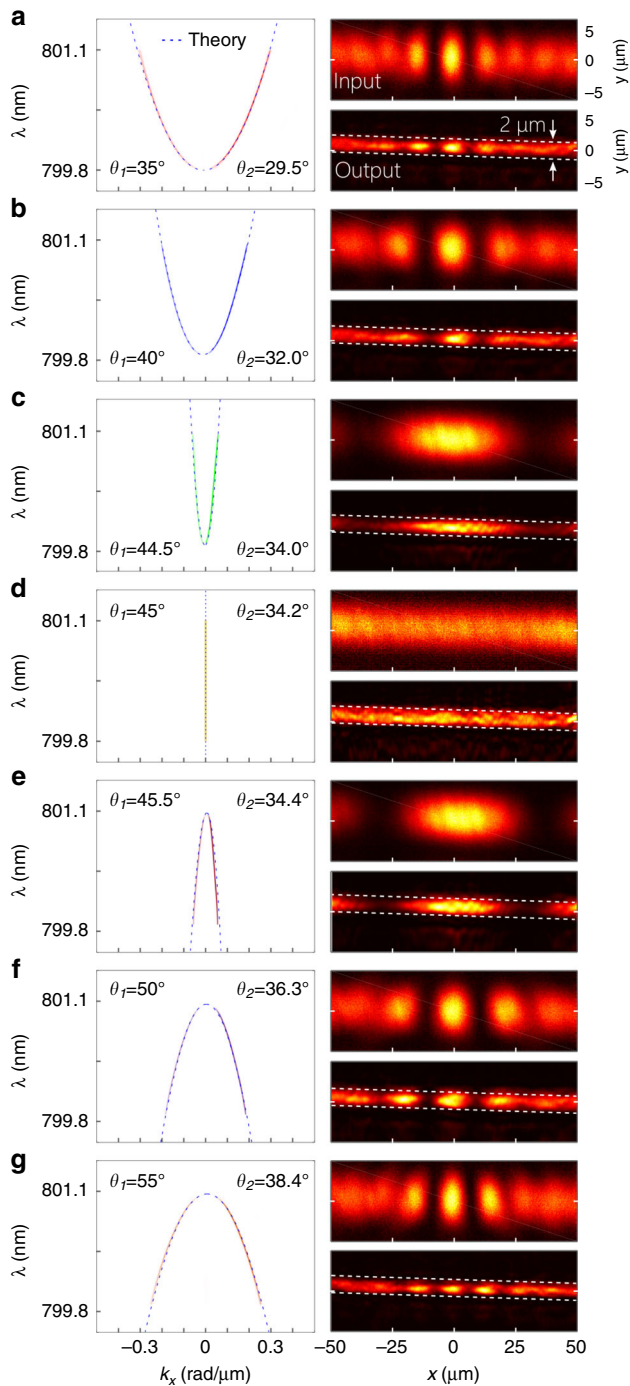 a
801.1
799.8
λ (nm)
Theory
θ1=35°
θ2=29.5°
Input
Output
2 μm
5
0
−5
y (μm)
5
0
−5
y (μm)
b
801.1
799.8
λ (nm)
θ1=40°
θ2=32.0°
c
801.1
799.8
λ (nm)
θ1=44.5°
θ2=34.0°
d
801.1
799.8
λ (nm)
θ1=45°
θ2=34.2°
e
801.1
799.8
λ (nm)
θ1=45.5°
θ2=34.4°
f
801.1
799.8
λ (nm)
θ1=50°
θ2=36.3°
g
801.1
799.8
λ (nm)
θ1=55°
θ2=38.4°
−0.3 0 0.3
kx (rad/μm)
−50 −25 0 25 50
x (μm)